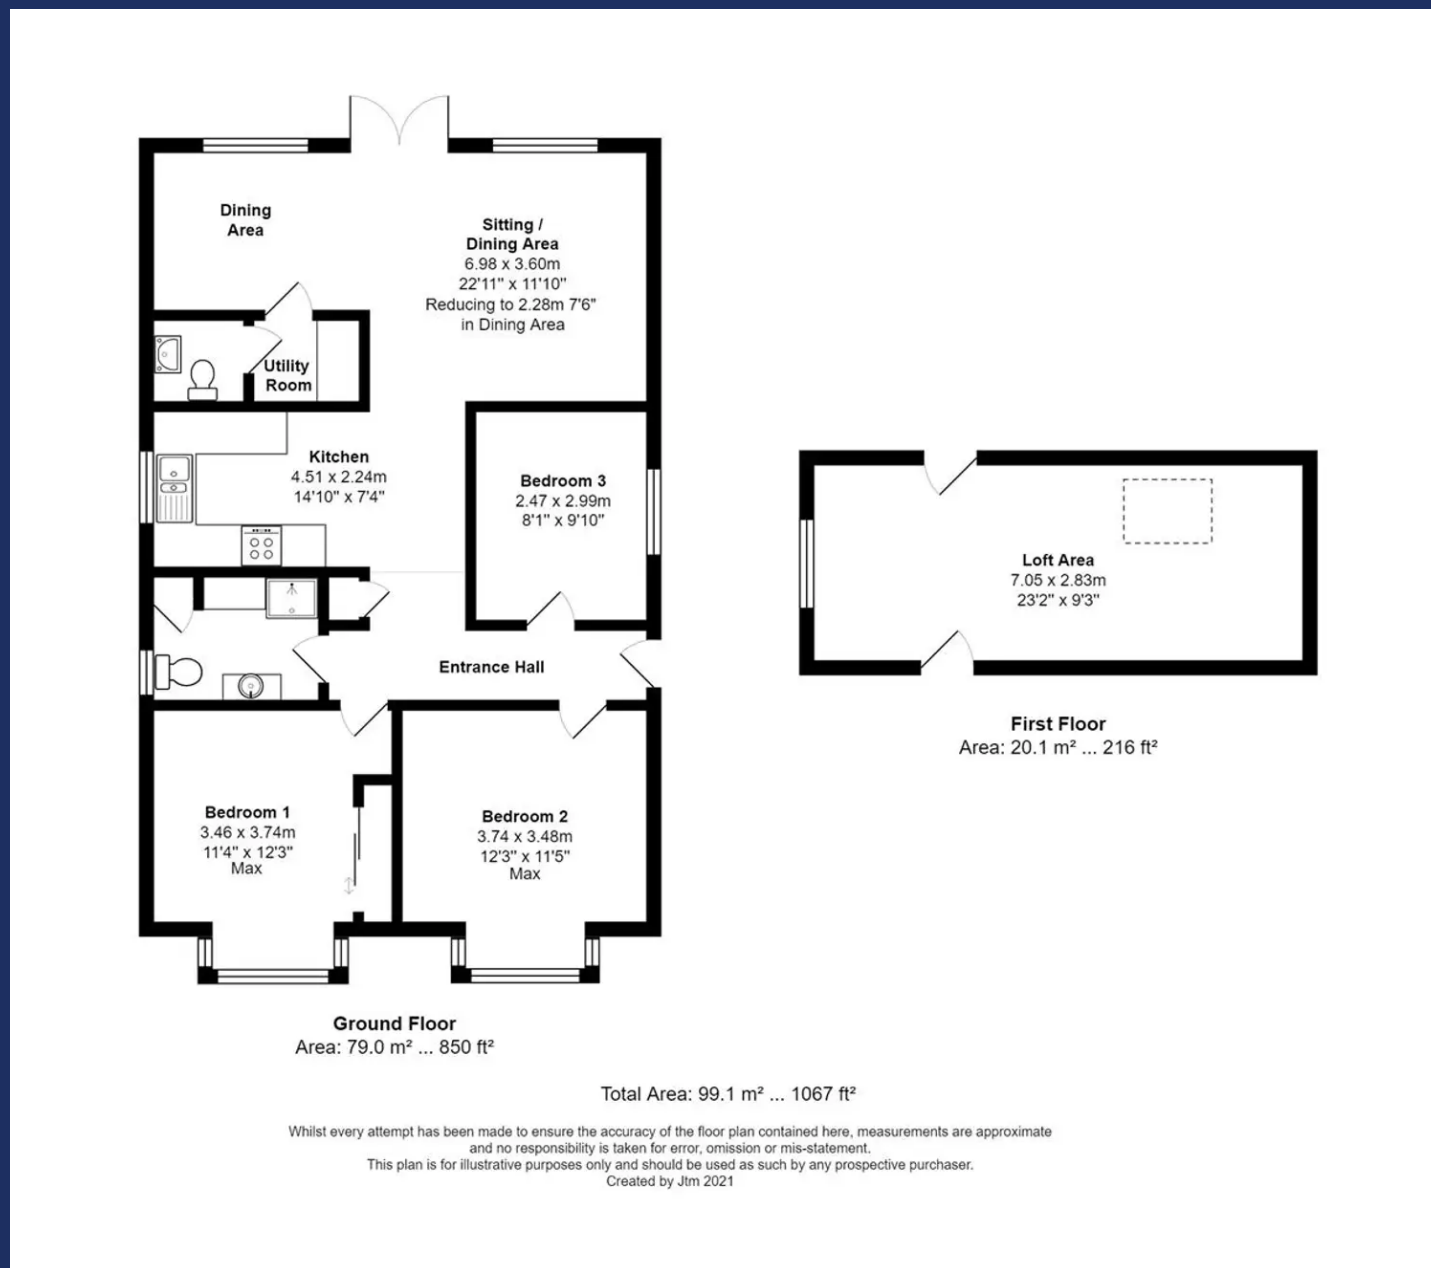 Dining
Area
Sitting /
Dining Area
6.98 x 3.60m
22'11" x 11'10"
Reducing to 2.28m 7'6"
in Dining Area
Utility
Room
Kitchen
4.51 x 2.24m
14'10" x 7'4"
Bedroom 3
2.47 x 2.99m
8'1" x 9'10"
Entrance Hall
Bedroom 1
3.46 x 3.74m
11'4" x 12'3"
Max
Bedroom 2
3.74 x 3.48m
12'3" x 11'5"
Max
Ground Floor
Area: 79.0 m² ... 850 ft²
Loft Area
7.05 x 2.83m
23'2" x 9'3"
First Floor
Area: 20.1 m² ... 216 ft²
Total Area: 99.1 m² ... 1067 ft²
Whilst every attempt has been made to ensure the accuracy of the floor plan contained here, measurements are approximate
and no responsibility is taken for error, omission or mis-statement.
This plan is for illustrative purposes only and should be used as such by any prospective purchaser.
Created by Jtm 2021